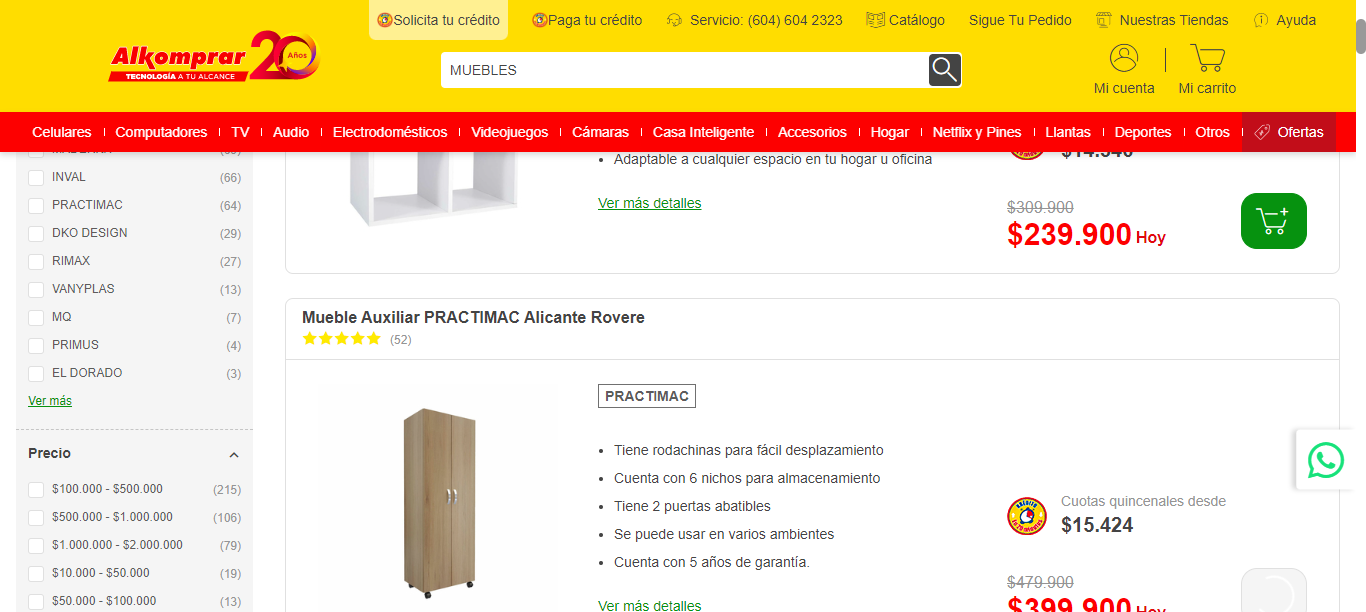 Solicita tu crédito
Paga tu crédito
Servicio: (604) 604 2323
Catálogo
Sigue Tu Pedido
Nuestras Tiendas
Ayuda
Alkomprar 20 Años
TECNOLOGÍA A TU ALCANCE
MUEBLES
Mi cuenta
Mi carrito
Celulares
Computadores
TV
Audio
Electrodomésticos
Videojuegos
Cámaras
Casa Inteligente
Accesorios
Hogar
Netflix y Pines
Llantas
Deportes
Otros
Ofertas
INVAL (66)
PRACTIMAC (64)
DKO DESIGN (29)
RIMAX (27)
VANYPLAS (13)
MQ (7)
PRIMUS (4)
EL DORADO (3)
Ver más
Precio
$100.000 - $500.000 (215)
$500.000 - $1.000.000 (106)
$1.000.000 - $2.000.000 (79)
$10.000 - $50.000 (19)
$50.000 - $100.000 (13)
• Adaptable a cualquier espacio en tu hogar u oficina
Ver más detalles
$309.900
$239.900 Hoy
Mueble Auxiliar PRACTIMAC Alicante Rovere
(52)
PRACTIMAC
• Tiene rodachinas para fácil desplazamiento
• Cuenta con 6 nichos para almacenamiento
• Tiene 2 puertas abatibles
• Se puede usar en varios ambientes
• Cuenta con 5 años de garantía.
Ver más detalles
Cuotas quincenales desde
$15.424
$479.900
$399.900 Hoy